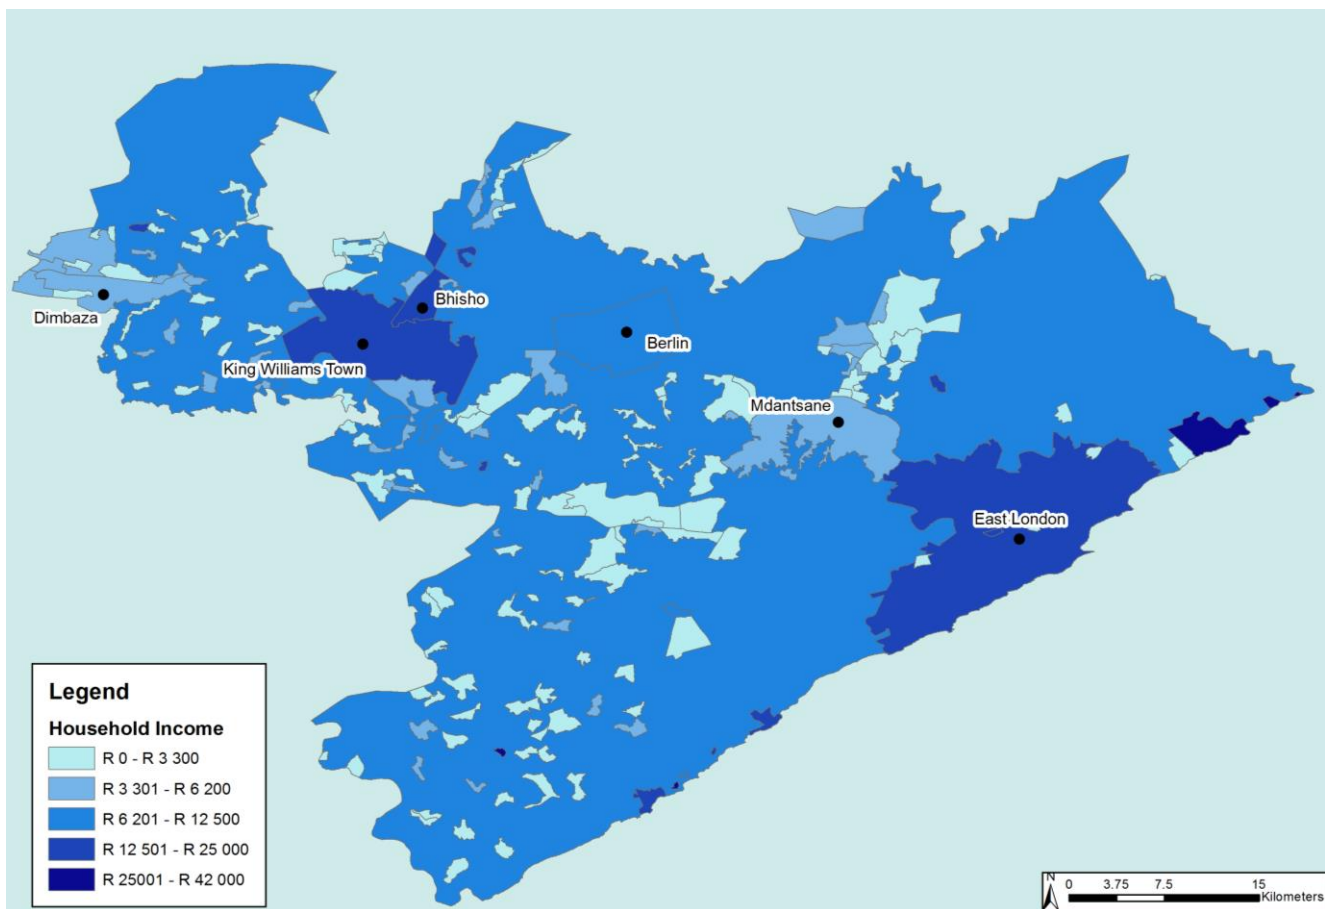 Bhisho
Dimbaza
Berlin
King Williams Town
Mdantsane
East London
Legend
Household Income
R 0 - R 3 300
R 3 301 - R 6 200
R 6 201 - R 12 500
R 12 501 - R 25 000
R 25001 - R 42 000
N
0 3.75 7.5 15
Kilometers